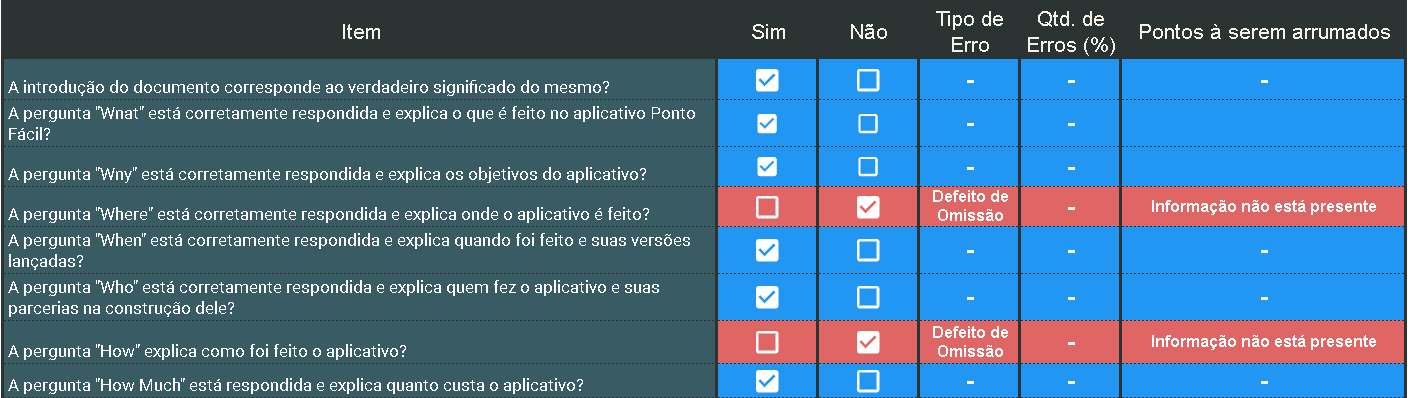 Item Sim Não Tipo de Erro Qtd. de Erros (%) Pontos à serem arrumados
A introdução do documento corresponde ao verdadeiro significado do mesmo? - - -
A pergunta "Wnat" está corretamente respondida e explica o que é feito no aplicativo Ponto
Fácil? - -
A pergunta "Wny" está corretamente respondida e explica os objetivos do aplicativo? - -
A pergunta "Where" está corretamente respondida e explica onde o aplicativo é feito? Defeito de Omissão - Informação não está presente
A pergunta "When" está corretamente respondida e explica quando foi feito e suas versões
lançadas? - - -
A pergunta "Who" está corretamente respondida e explica quem fez o aplicativo e suas
parcerias na construção dele? - - -
A pergunta "How" explica como foi feito o aplicativo? Defeito de Omissão - Informação não está presente
A pergunta "How Much" está respondida e explica quanto custa o aplicativo? - - -